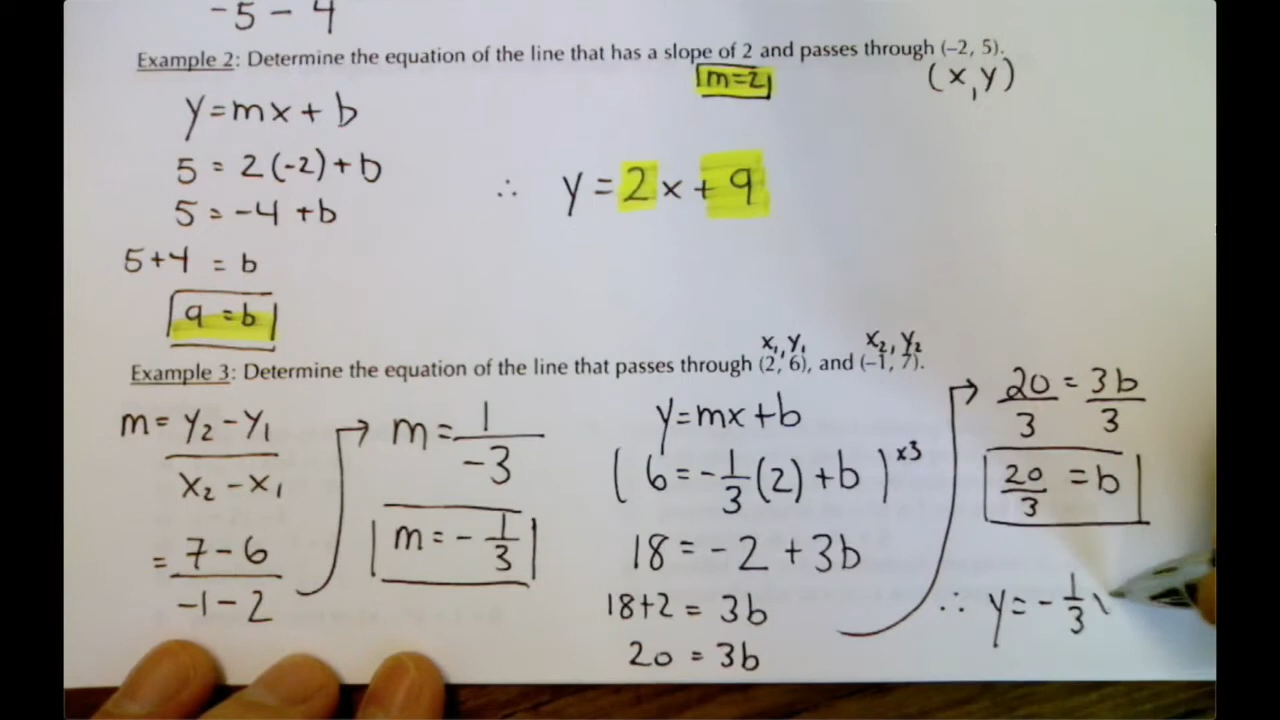 -5 - 4
Example 2: Determine the equation of the line that has a slope of 2 and passes through (–2, 5).
m=2
(x,y)
y=mx+b
5 = 2(-2)+b
5 = -4 +b
5+4 = b
9 = b
∴ y = 2x + 9
x₁,y₁ x₂,y₂
Example 3: Determine the equation of the line that passes through (2, 6), and (–1, 7).
m= y₂-y₁
x₂-x₁
= 7-6
-1-2
m= 1
-3
m= - 1
3
y=mx+b
(6=-1/3(2)+b) x3
18 = -2 + 3b
18+2 = 3b
20 = 3b
20 = 3b
3 3
20 = b
3
∴ y= - 1
3